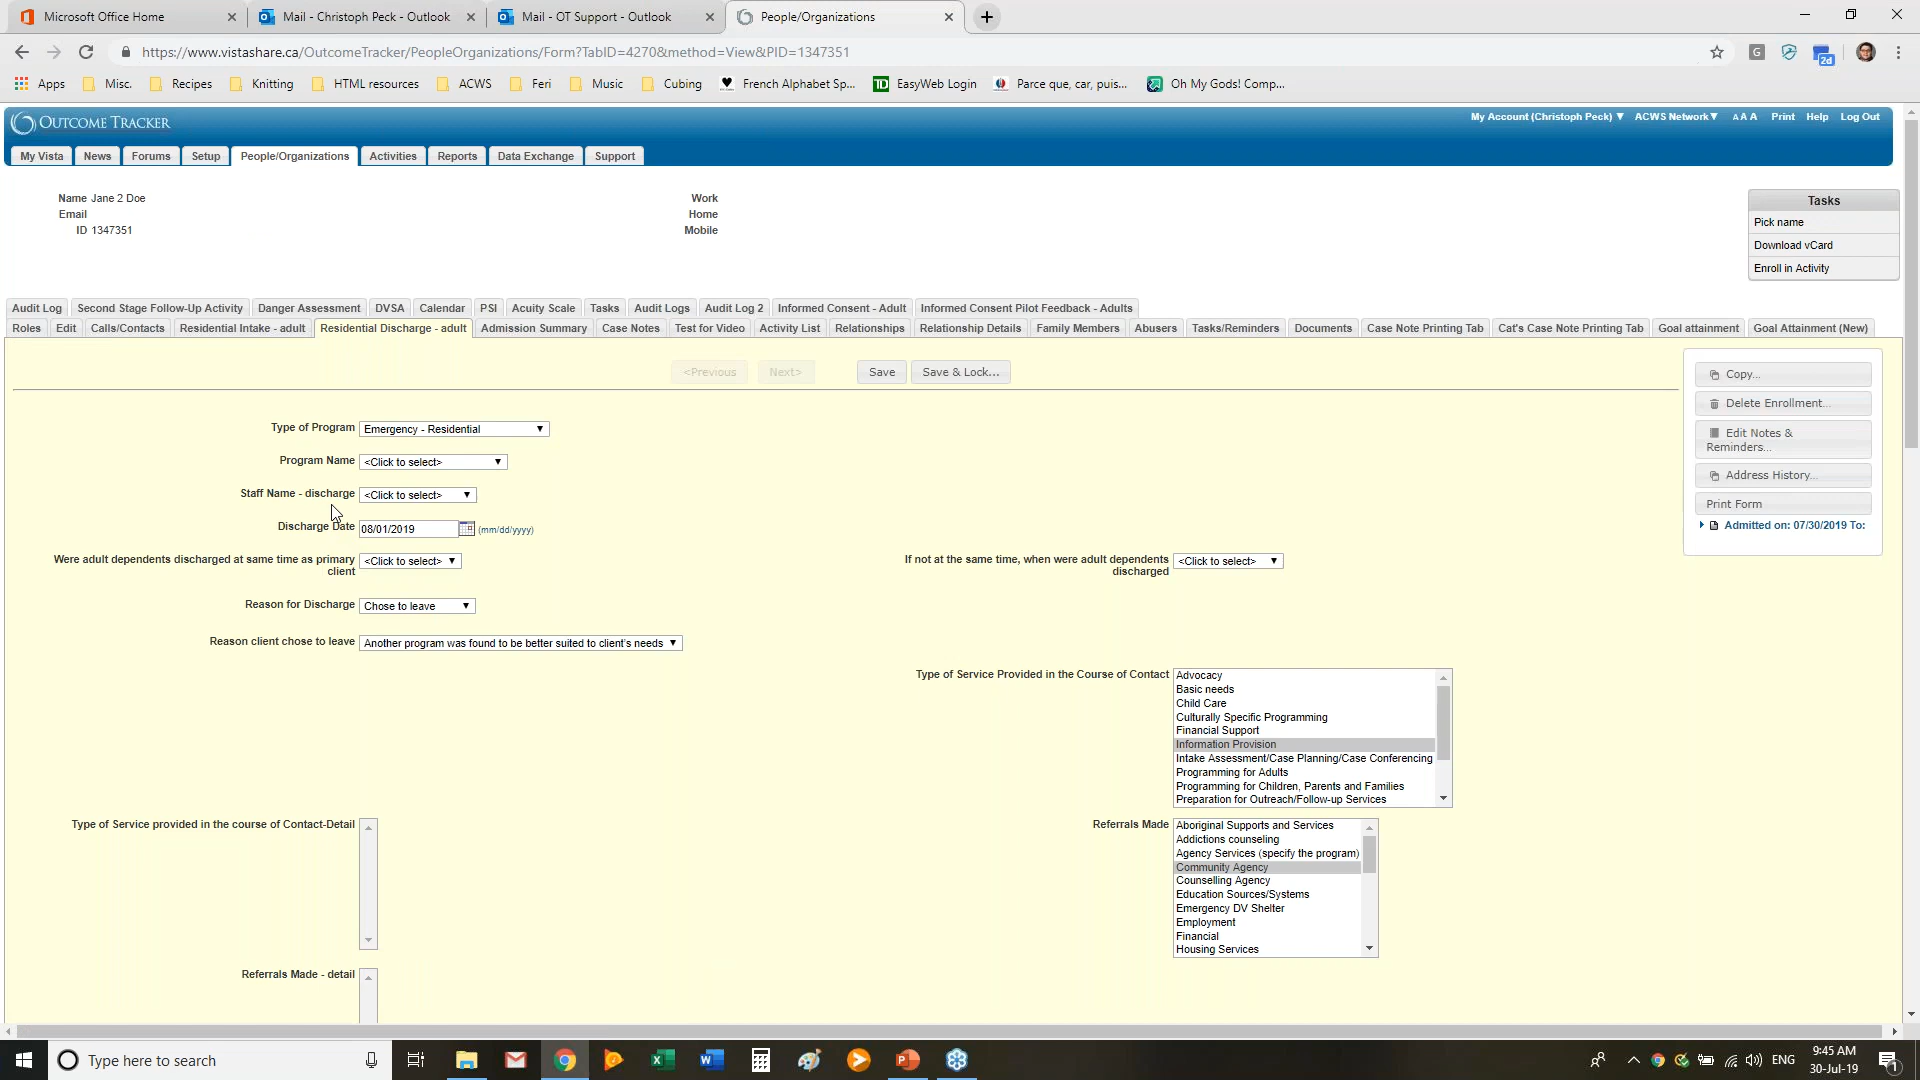 Microsoft Office Home
Mail - Christoph Peck - Outlook
Mail - OT Support - Outlook
People/Organizations
https://www.vistashare.ca/OutcomeTracker/PeopleOrganizations/Form?TabID=4270&method=View&PID=1347351
G
2d
Apps
Misc.
Recipes
Knitting
HTML resources
ACWS
Feri
Music
Cubing
French Alphabet Sp...
TD
EasyWeb Login
Parce que, car, puis...
Oh My Gods! Comp...
OUTCOME TRACKER
My Account (Christoph Peck) ▼ ACWS Network▼ A A A Print Help Log Out
My Vista
News
Forums
Setup
People/Organizations
Activities
Reports
Data Exchange
Support
Name Jane 2 Doe
Email
ID 1347351
Work
Home
Mobile
Tasks
Pick name
Download vCard
Enroll in Activity
Audit Log
Second Stage Follow-Up Activity
Danger Assessment
DVSA
Calendar
PSI
Acuity Scale
Tasks
Audit Logs
Audit Log 2
Informed Consent - Adult
Informed Consent Pilot Feedback - Adults
Roles
Edit
Calls/Contacts
Residential Intake - adult
Residential Discharge - adult
Admission Summary
Case Notes
Test for Video
Activity List
Relationships
Relationship Details
Family Members
Abusers
Tasks/Reminders
Documents
Case Note Printing Tab
Cat's Case Note Printing Tab
Goal attainment
Goal Attainment (New)
<Previous
Next>
Save
Save & Lock...
Copy...
Delete Enrollment...
Edit Notes &
Reminders...
Address History...
Print Form
Admitted on: 07/30/2019 To:
Type of Program Emergency - Residential
Program Name <Click to select>
Staff Name - discharge <Click to select>
Discharge Date 08/01/2019 (mm/dd/yyyy)
Were adult dependents discharged at same time as primary
client <Click to select>
If not at the same time, when were adult dependents
discharged <Click to select>
Reason for Discharge Chose to leave
Reason client chose to leave Another program was found to be better suited to client's needs
Type of Service Provided in the Course of Contact
Advocacy
Basic needs
Child Care
Culturally Specific Programming
Financial Support
Information Provision
Intake Assessment/Case Planning/Case Conferencing
Programming for Adults
Programming for Children, Parents and Families
Preparation for Outreach/Follow-up Services
Type of Service provided in the course of Contact-Detail
Referrals Made
Aboriginal Supports and Services
Addictions counseling
Agency Services (specify the program)
Community Agency
Counselling Agency
Education Sources/Systems
Emergency DV Shelter
Employment
Financial
Housing Services
Referrals Made - detail
Type here to search
ENG
9:45 AM
30-Jul-19
1